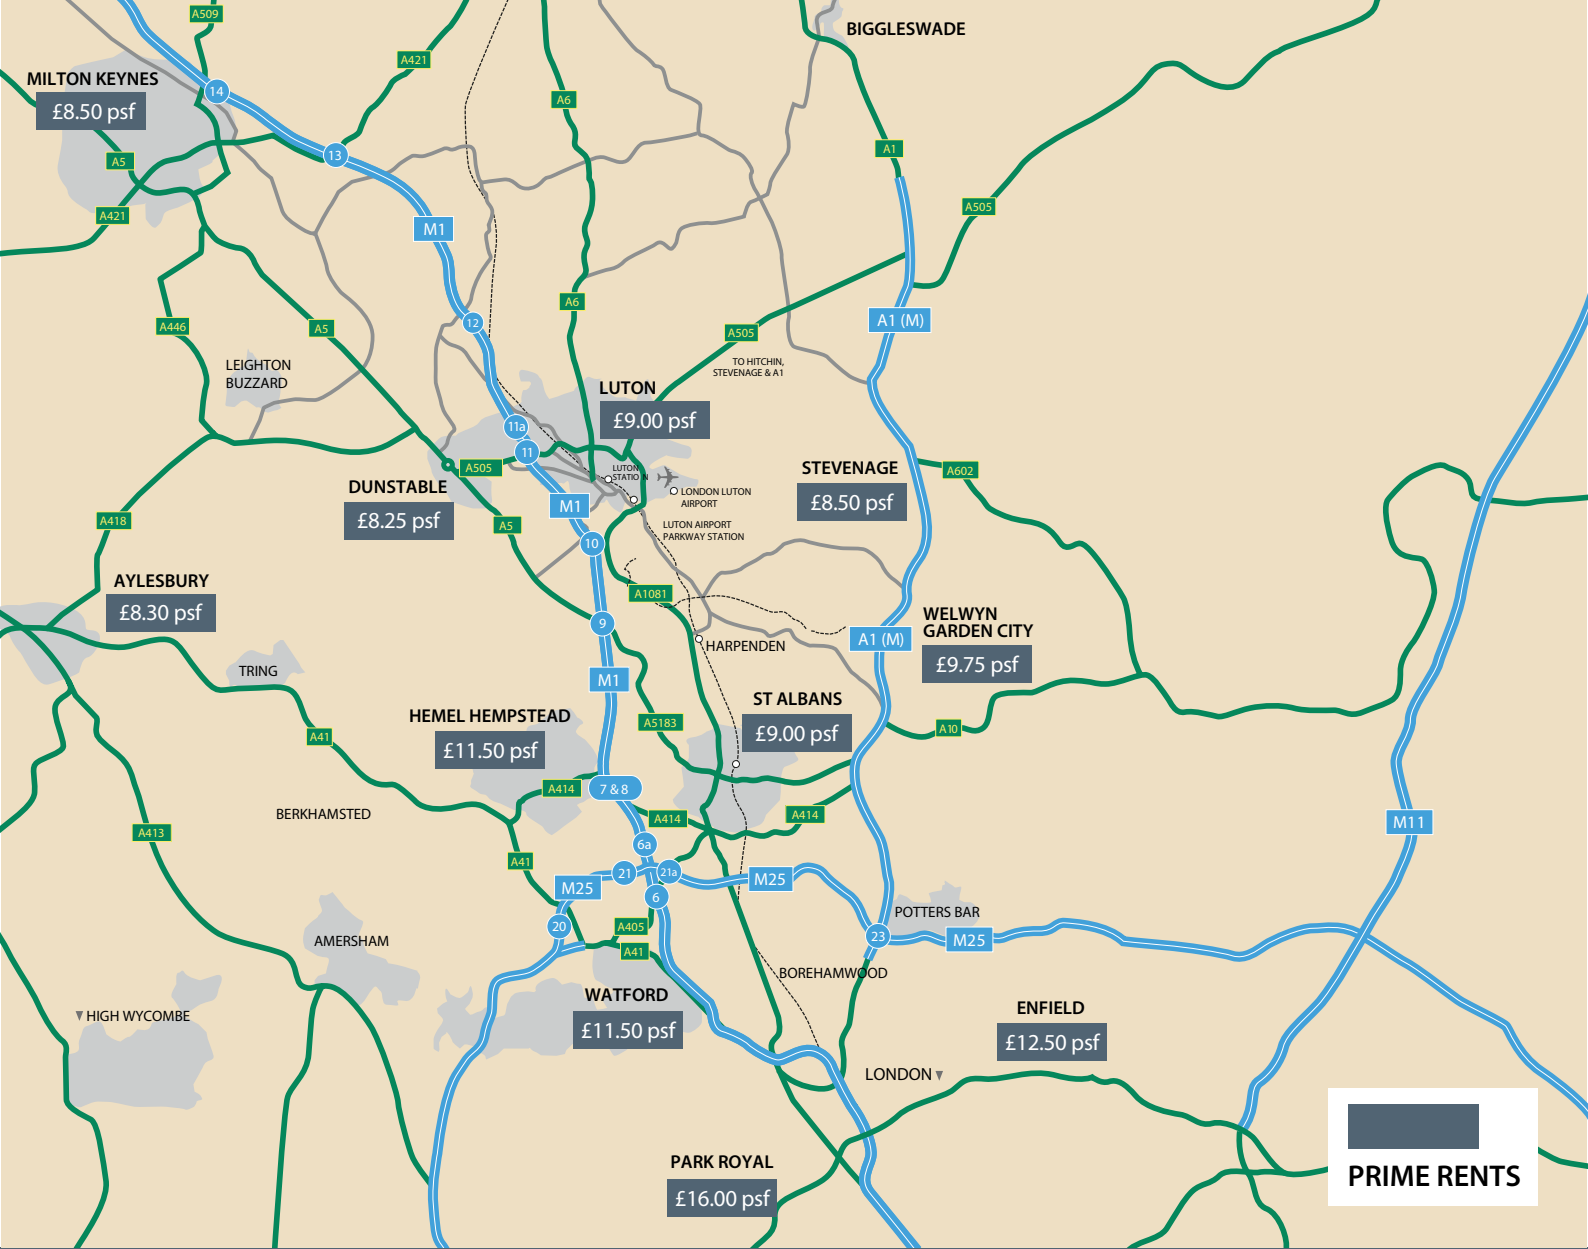 A509
BIGGLESWADE
A421
MILTON KEYNES
£8.50 psf
14
A6
A5
13
A1
A421
A505
M1
A6
A446
A5
12
A1 (M)
A505
TO HITCHIN,
STEVENAGE & A1
LEIGHTON
BUZZARD
LUTON
£9.00 psf
11a
11
A505
LUTON
STATION
STEVENAGE
£8.50 psf
A602
DUNSTABLE
£8.25 psf
M1
LONDON LUTON
AIRPORT
A418
A5
LUTON AIRPORT
PARKWAY STATION
10
AYLESBURY
£8.30 psf
A1081
9
WELWYN
GARDEN CITY
£9.75 psf
A1 (M)
HARPENDEN
TRING
M1
ST ALBANS
£9.00 psf
HEMEL HEMPSTEAD
£11.50 psf
A5183
A10
A41
A414
7 & 8
BERKHAMSTED
A414
A414
M11
A413
6a
A41
M25
21
21a
M25
6
POTTERS BAR
20
A405
23
M25
AMERSHAM
A41
BOREHAMWOOD
WATFORD
£11.50 psf
HIGH WYCOMBE
ENFIELD
£12.50 psf
LONDON
PARK ROYAL
£16.00 psf
PRIME RENTS